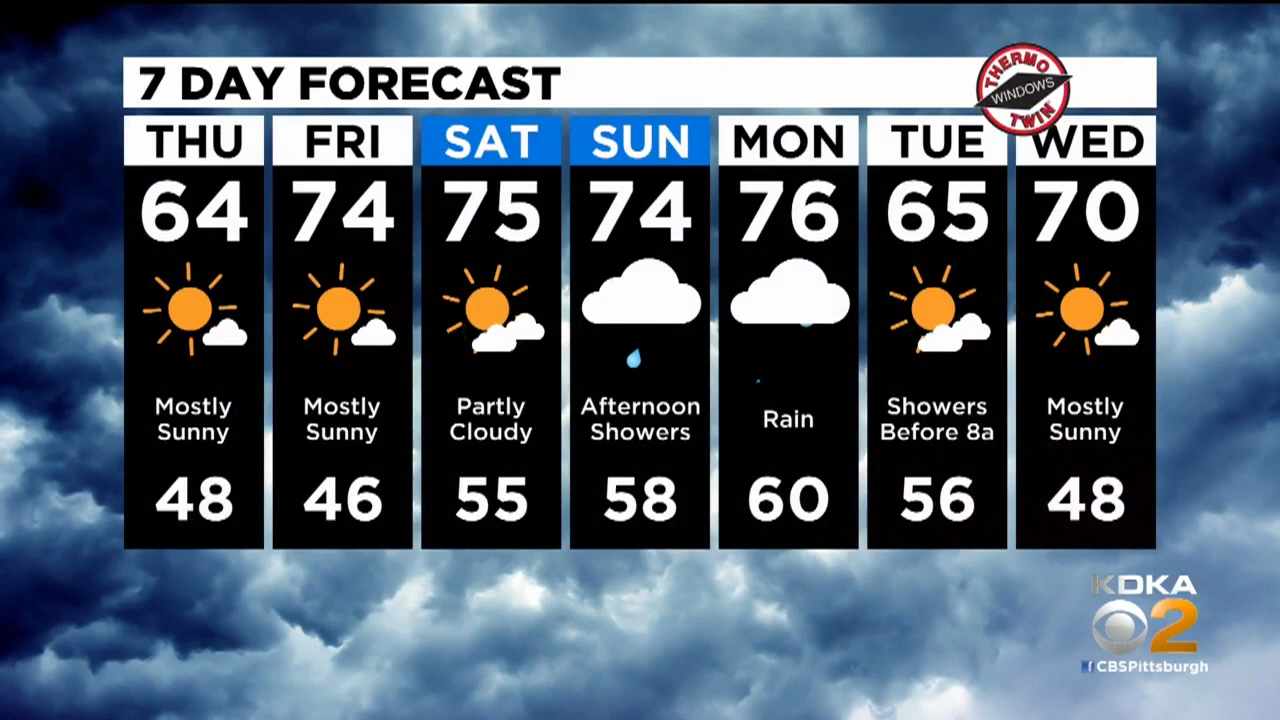 7 DAY FORECAST
THERMO
WINDOWS
TWIN
THU FRI SAT SUN MON TUE WED
64 74 75 74 76 65 70
Mostly Sunny
Mostly Sunny
Partly Cloudy
Afternoon Showers
Rain
Showers Before 8a
Mostly Sunny
48 46 55 58 60 56 48
KDKA
2
f CBSPittsburgh